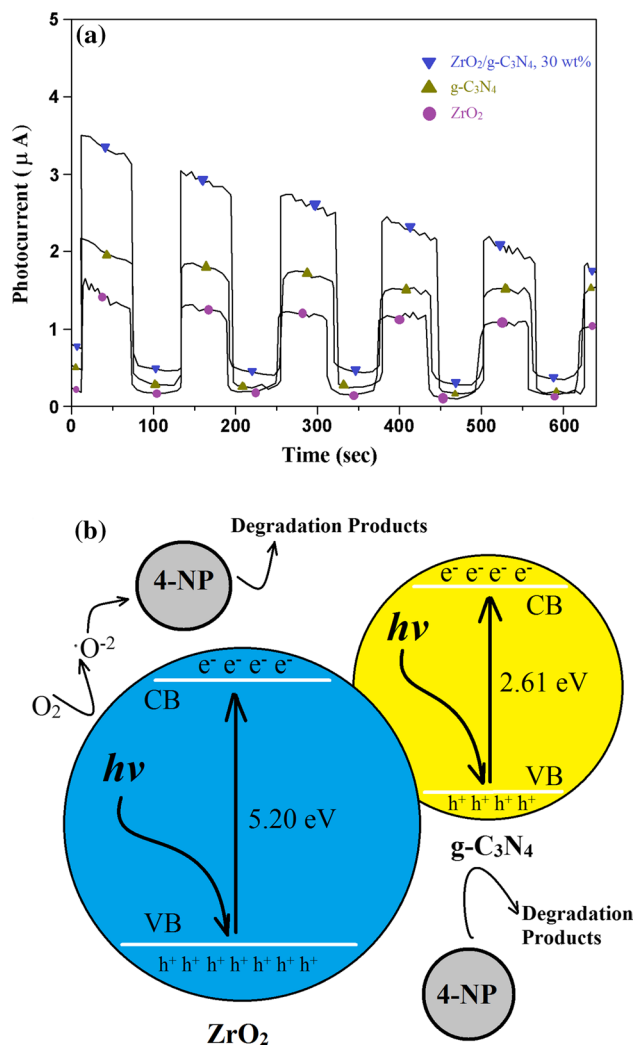 (a)
5
4
3
2
1
0
Photocurrent ( μ A)
ZrO₂/g-C₃N₄, 30 wt%
g-C₃N₄
ZrO₂
0 100 200 300 400 500 600
Time (sec)
(b)
Degradation Products
4-NP
·O⁻²
O₂
e⁻ e⁻ e⁻ e⁻
CB
hν
5.20 eV
VB
h⁺ h⁺ h⁺ h⁺ h⁺ h⁺ h⁺
ZrO₂
e⁻ e⁻ e⁻ e⁻
CB
hν
2.61 eV
VB
h⁺ h⁺ h⁺ h⁺
g-C₃N₄
Degradation
Products
4-NP